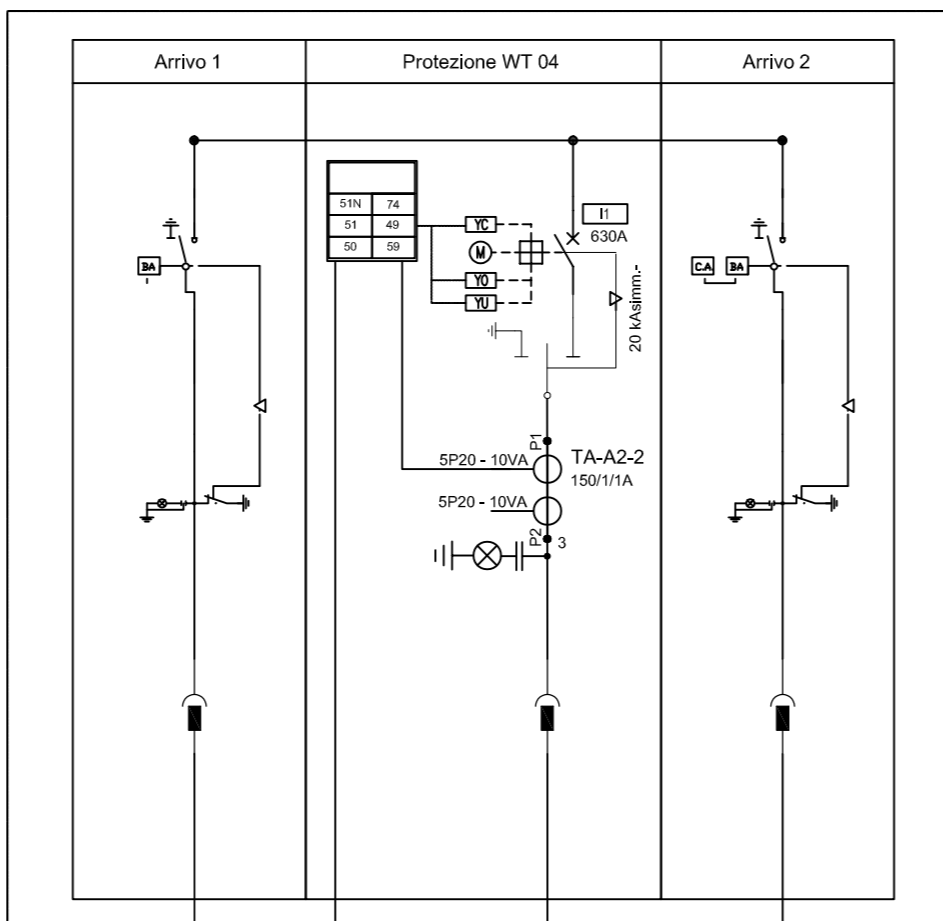 Arrivo 1
Protezione WT 04
Arrivo 2
51N 74
51 49
50 59
YC
M
YO
YU
I1
630A
20 kAsimm.-
BA
C.A
BA
P1
5P20 - 10VA
TA-A2-2
150/1/1A
5P20 - 10VA
P2
3